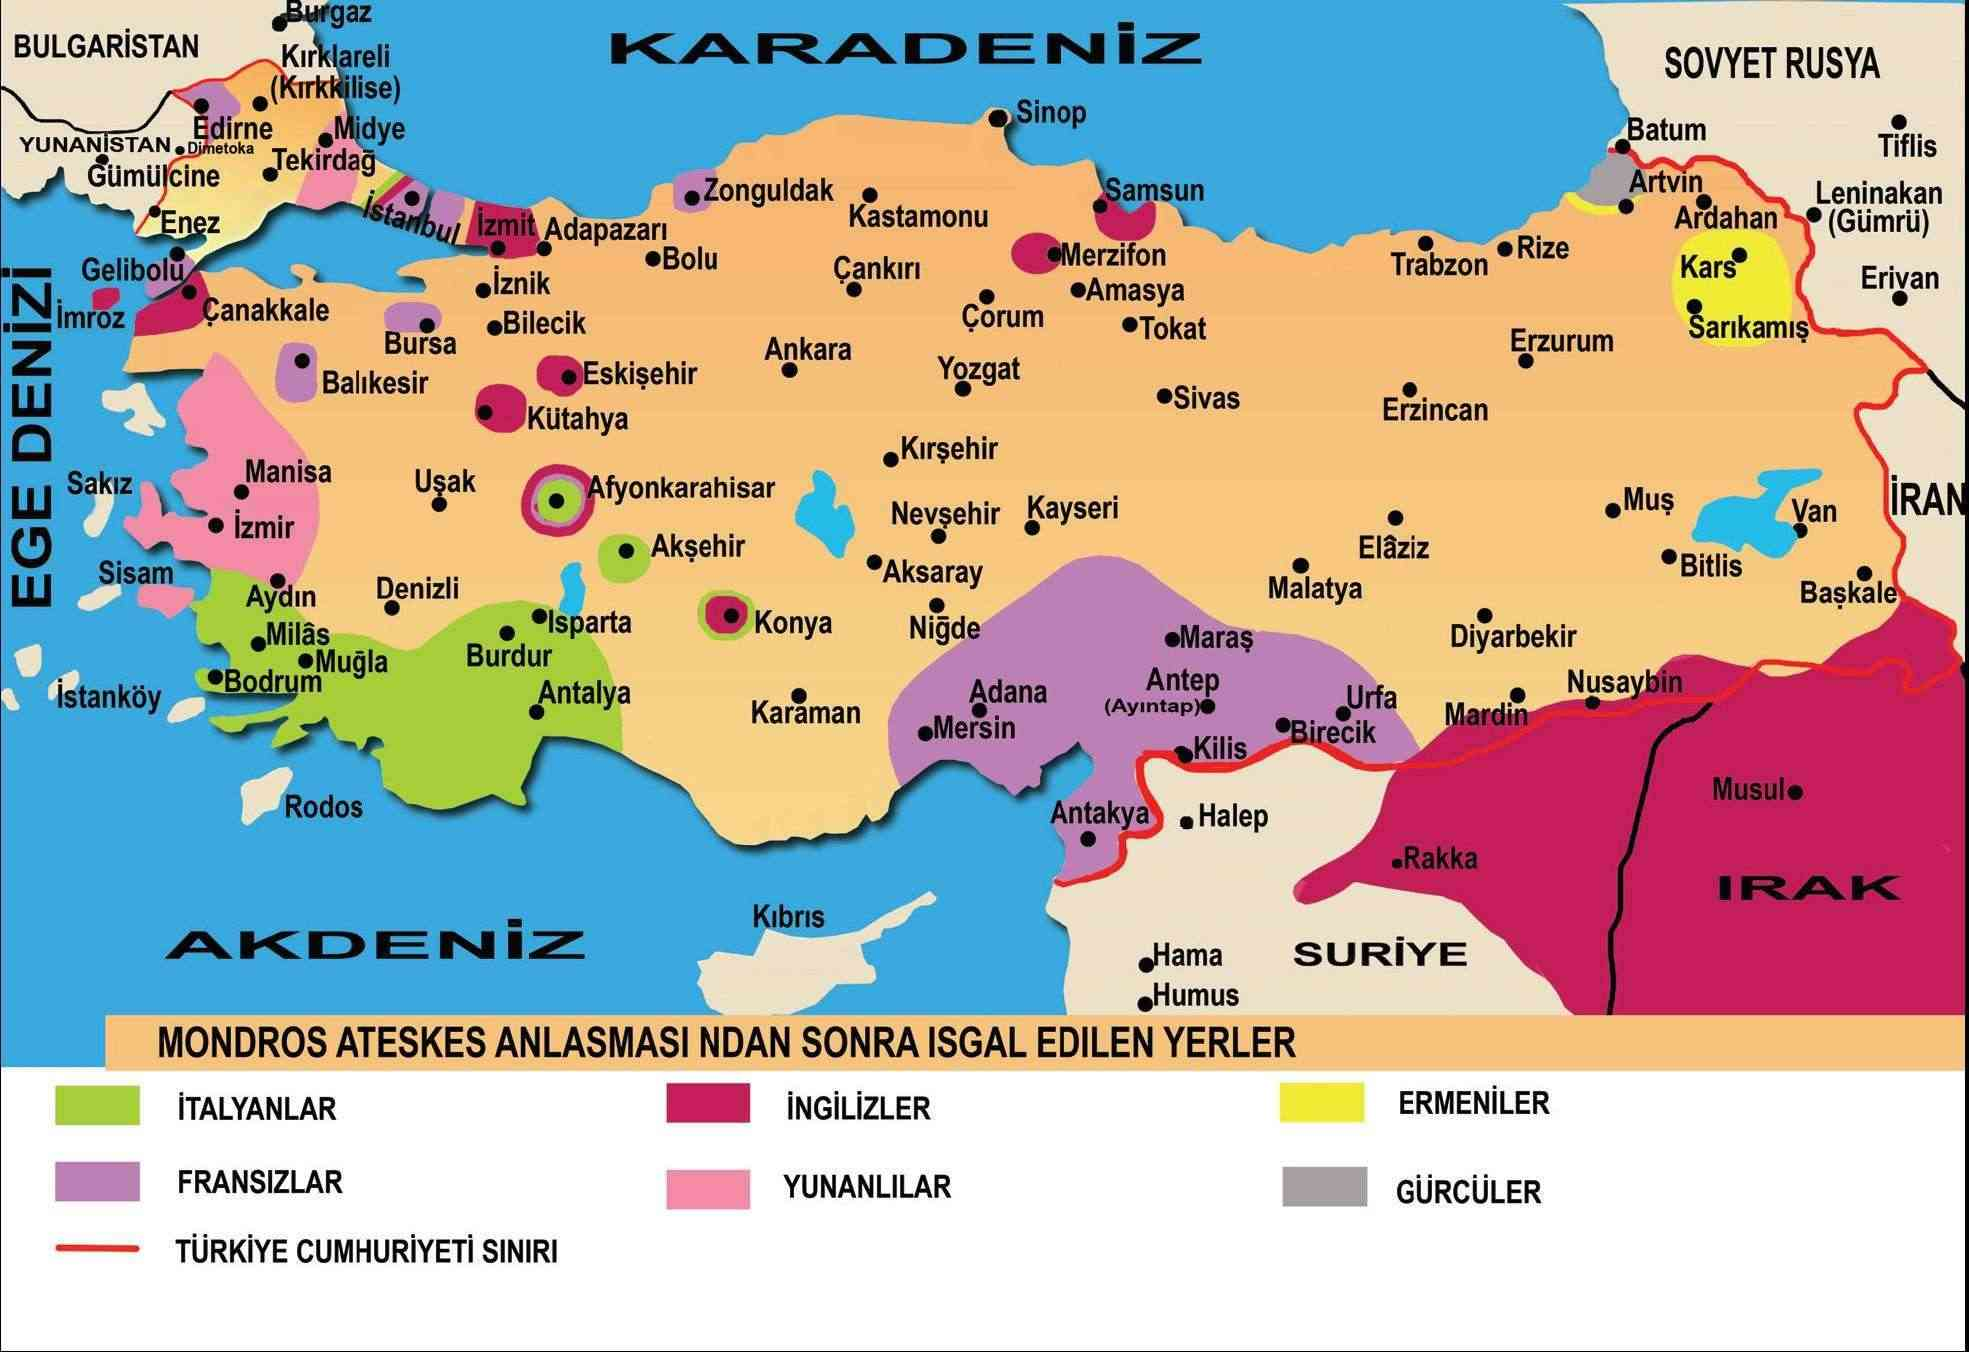 Burgaz
BULGARİSTAN
KARADENİZ
SOVYET RUSYA
Kırklareli
(Kırkkilise)
Edirne
Midye
YUNANİSTAN
Dimetoka
Tekirdağ
Gümülcine
Enez
İstanbul
İzmit
Adapazarı
Zonguldak
Bolu
Kastamonu
Sinop
Samsun
Merzifon
Batum
Tiflis
Artvin
Ardahan
Leninakan
(Gümrü)
Gelibolu
İmroz
Çanakkale
İznik
Bursa
Bilecik
Çankırı
Çorum
Amasya
Tokat
Trabzon
Rize
Kars
Sarıkamış
Erivan
EGE DENİZİ
Balıkesir
Eskişehir
Kütahya
Ankara
Yozgat
Sivas
Erzurum
Erzincan
Manisa
Sakız
İzmir
Uşak
Afyonkarahisar
Kırşehir
Nevşehir
Kayseri
Elâziz
Muş
Van
İRAN
Akşehir
Aksaray
Malatya
Bitlis
Başkale
Sisam
Aydın
Denizli
Isparta
Burdur
Konya
Niğde
Maraş
Diyarbekir
Milâs
Muğla
Bodrum
İstanköy
Antalya
Karaman
Adana
Mersin
Antep
(Ayıntap)
Urfa
Birecik
Kilis
Mardin
Nusaybin
Rodos
Antakya
Halep
Musul
Rakka
IRAK
AKDENİZ
Kıbrıs
Hama
Humus
SURİYE
MONDROS ATESKES ANLASMASI NDAN SONRA ISGAL EDILEN YERLER
İTALYANLAR
İNGİLİZLER
ERMENİLER
FRANSIZLAR
YUNANLILAR
GÜRCÜLER
TÜRKİYE CUMHURİYETİ SINIRI